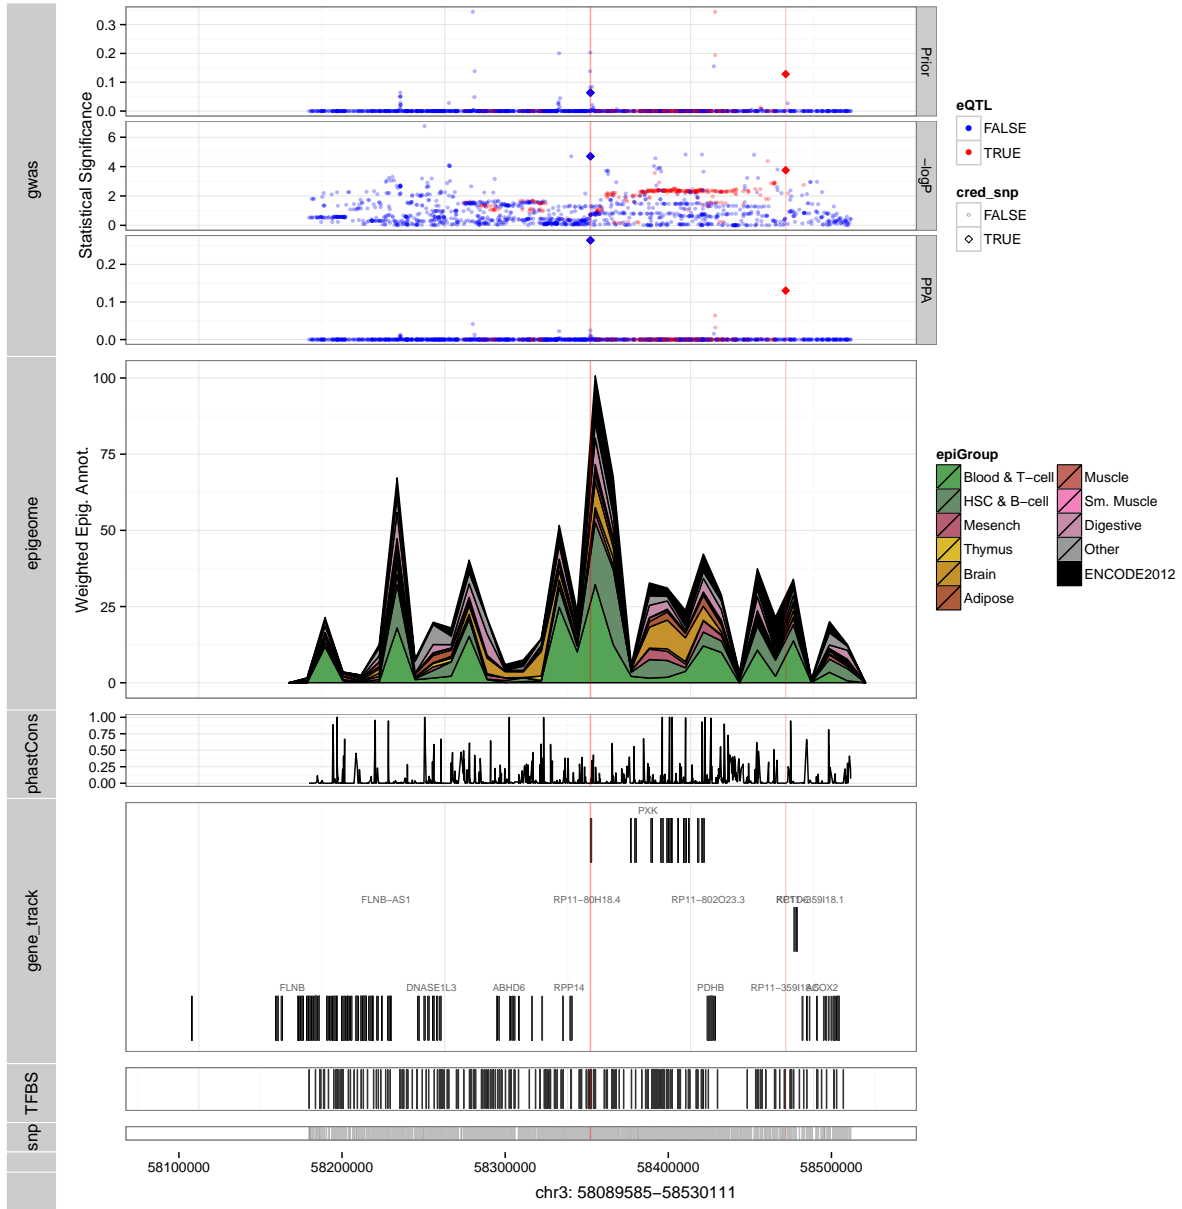 gwas
Statistical Significance
0.3
0.2
0.1
0.0
Prior
6
4
2
0
−logP
0.1
0.0
PPA
eQTL
FALSE
TRUE
cred_snp
FALSE
TRUE
epigeome
Weighted Epig. Annot.
100
75
50
25
0
epiGroup
Blood & T−cell
HSC & B−cell
Mesench
Thymus
Brain
Adipose
Muscle
Sm. Muscle
Digestive
Other
ENCODE2012
phastCons
1.00
0.75
0.50
0.25
0.00
gene_track
PXK
FLNB−AS1
RP11−80H18.4
RP11−802O23.3
FLNB
DNASE1L3
ABHD6
RPP14
PDHB
TFBS
snp
58100000
58200000
58300000
58400000
58500000
chr3: 58089585−58530111